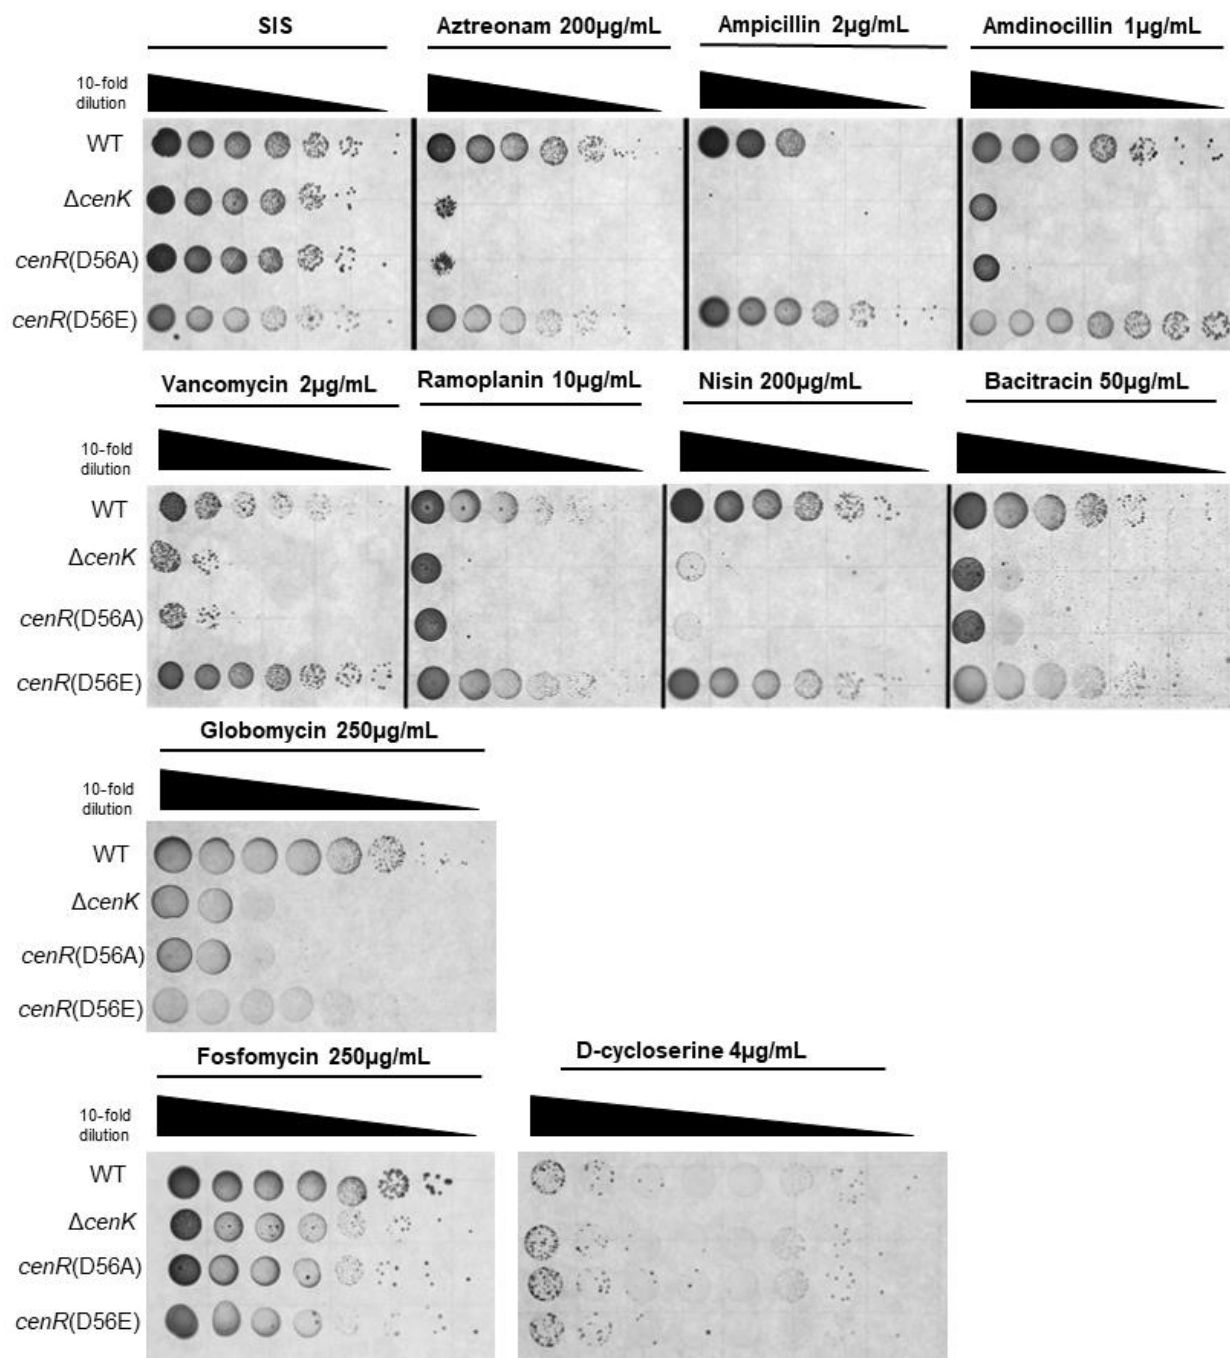 SIS
Aztreonam 200µg/mL
Ampicillin 2µg/mL
Amdinocillin 1µg/mL
10-fold
dilution
WT
ΔcenK
cenR(D56A)
cenR(D56E)
Vancomycin 2µg/mL
Ramoplanin 10µg/mL
Nisin 200µg/mL
Bacitracin 50µg/mL
10-fold
dilution
WT
ΔcenK
cenR(D56A)
cenR(D56E)
Globomycin 250µg/mL
10-fold
dilution
WT
ΔcenK
cenR(D56A)
cenR(D56E)
Fosfomycin 250µg/mL
D-cycloserine 4µg/mL
10-fold
dilution
WT
ΔcenK
cenR(D56A)
cenR(D56E)